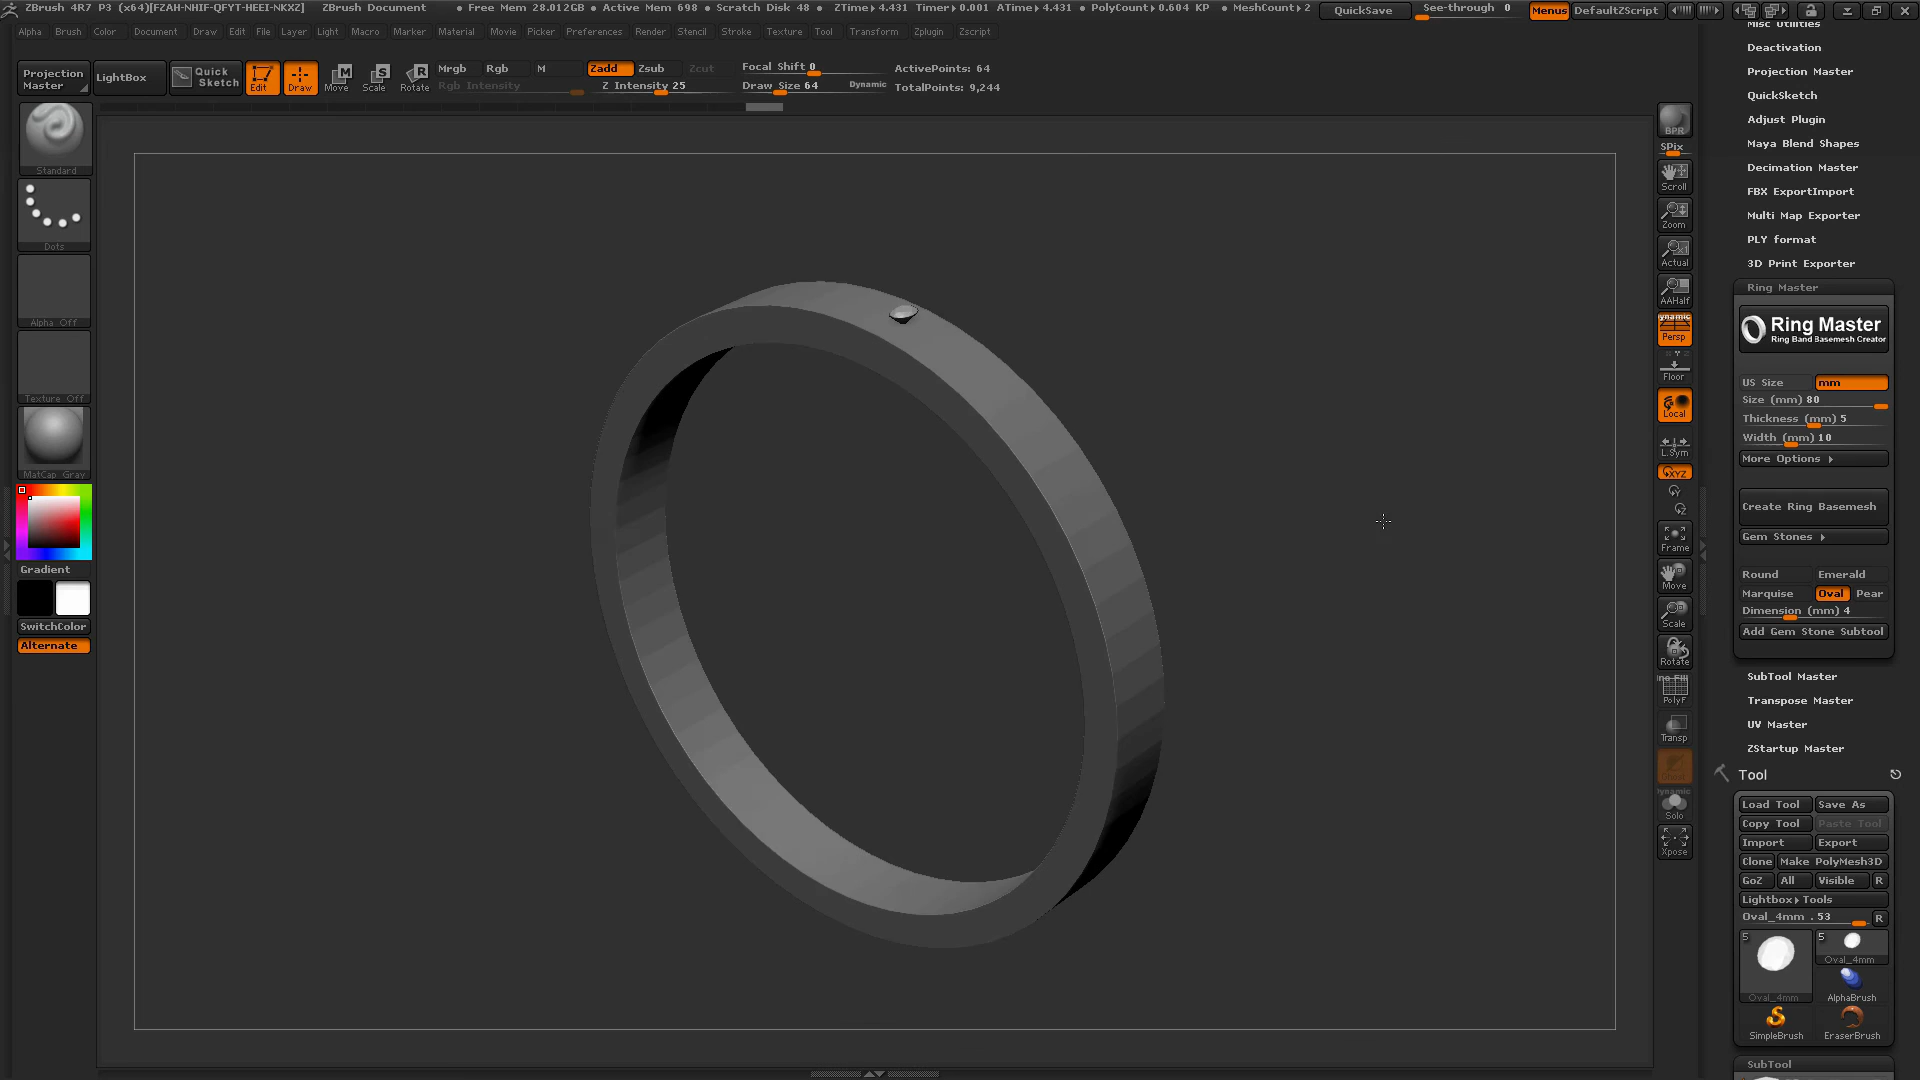 ZBrush 4R7 P3 (x64)[FZAH-NHIF-QFYT-HEEI-NKXZ] ZBrush Document • Free Mem 28.012GB • Active Mem 698 • Scratch Disk 48 • ZTime▸4.431 Timer▸0.001 ATime▸4.431 • PolyCount▸0.604 KP • MeshCount▸2 QuickSave See-through 0 Menus DefaultZScript
Alpha Brush Color Document Draw Edit File Layer Light Macro Marker Material Movie Picker Preferences Render Stencil Stroke Texture Tool Transform Zplugin Zscript
Projection Master
LightBox
Quick Sketch
Edit
Draw
Move
Scale
Rotate
Mrgb Rgb M
Rgb Intensity
Zadd Zsub Zcut
Z Intensity 25
Focal Shift 0
Draw Size 64 Dynamic
ActivePoints: 64
TotalPoints: 9,244
Standard
Dots
Alpha Off
Texture Off
MatCap Gray
Gradient
SwitchColor
Alternate
BPR
SPix
Scroll
Zoom
Actual
AAHalf
Persp
Floor
Local
L.Sym
XYZ
Frame
Move
Scale
Rotate
PolyF
Transp
Solo
Xpose
Misc Utilities
Deactivation
Projection Master
QuickSketch
Adjust Plugin
Maya Blend Shapes
Decimation Master
FBX ExportImport
Multi Map Exporter
PLY format
3D Print Exporter
Ring Master
Ring Master
Ring Band Basemesh Creator
US Size mm
Size (mm) 80
Thickness (mm) 5
Width (mm) 10
More Options ▸
Create Ring Basemesh
Gem Stones ▸
Round Emerald
Marquise Oval Pear
Dimension (mm) 4
Add Gem Stone Subtool
SubTool Master
Transpose Master
UV Master
ZStartup Master
Tool
Load Tool Save As
Copy Tool Paste Tool
Import Export
Clone Make PolyMesh3D
GoZ All Visible R
Lightbox▸Tools
Oval_4mm . 53 R
5 5
Oval_4mm
Oval_4mm AlphaBrush
SimpleBrush EraserBrush
SubTool